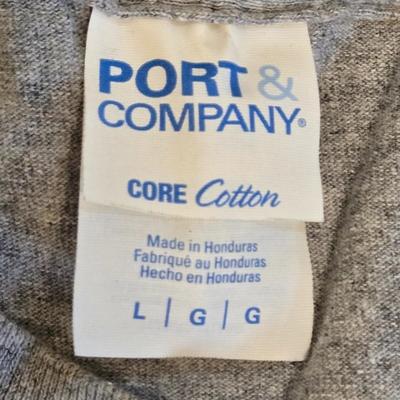 PORT &
COMPANY®
CORE Cotton
Made in Honduras
Fabriqué au Honduras
Hecho en Honduras
L | G | G